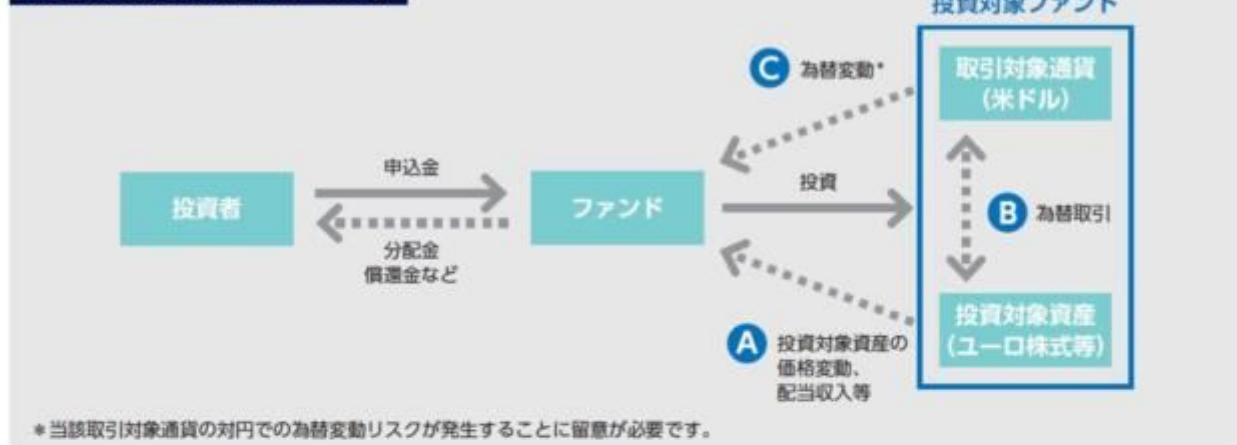 投資対象ファンド
C 為替変動*
取引対象通貨
(米ドル)
申込金
投資
投資者
ファンド
B 為替取引
分配金
償還金など
A 投資対象資産の
価格変動、
配当収入等
投資対象資産
(ユーロ株式等)
*当該取引対象通貨の対円での為替変動リスクが発生することに留意が必要です。